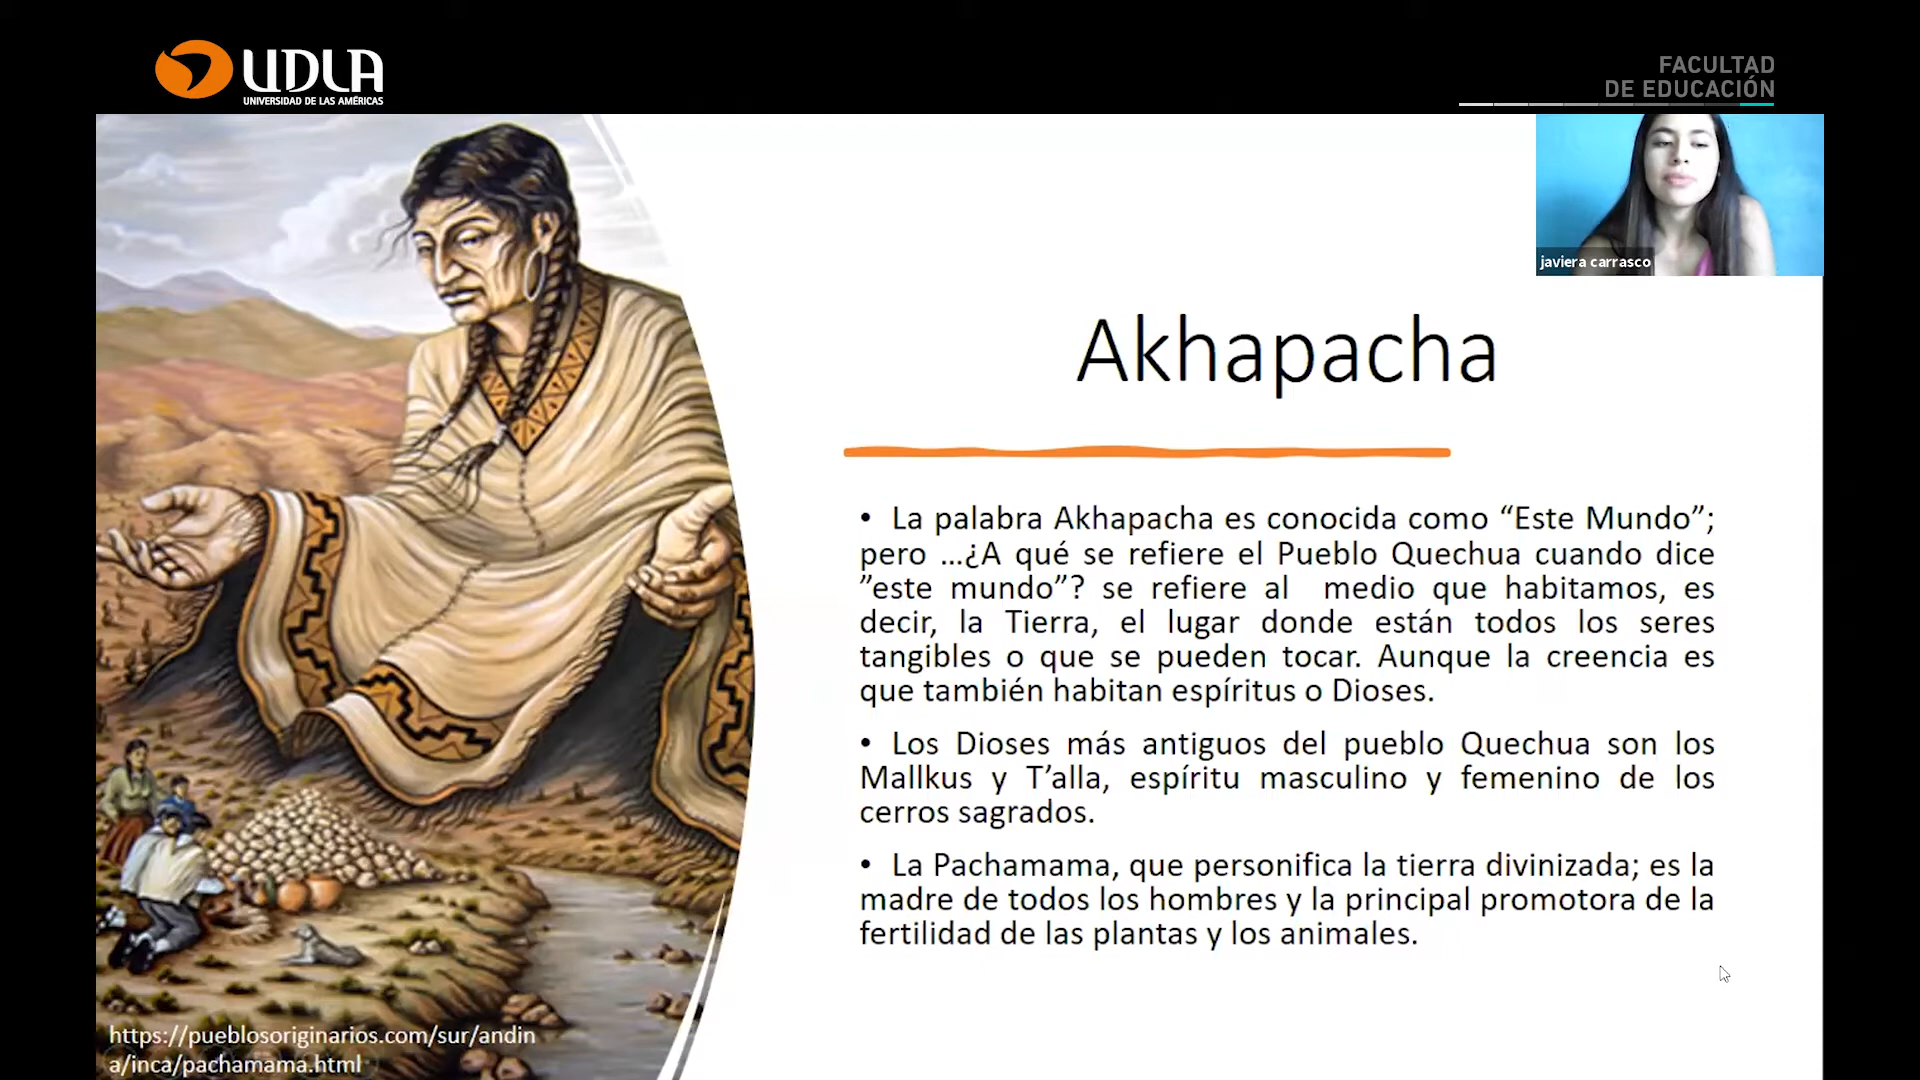 UDLA
UNIVERSIDAD DE LAS AMÉRICAS
FACULTAD
DE EDUCACIÓN
javiera carrasco
Akhapacha
• La palabra Akhapacha es conocida como “Este Mundo”;
pero ...¿A qué se refiere el Pueblo Quechua cuando dice
”este mundo”? se refiere al medio que habitamos, es
decir, la Tierra, el lugar donde están todos los seres
tangibles o que se pueden tocar. Aunque la creencia es
que también habitan espíritus o Dioses.
• Los Dioses más antiguos del pueblo Quechua son los
Mallkus y T’alla, espíritu masculino y femenino de los
cerros sagrados.
• La Pachamama, que personifica la tierra divinizada; es la
madre de todos los hombres y la principal promotora de la
fertilidad de las plantas y los animales.
https://pueblosoriginarios.com/sur/andin
a/inca/pachamama.html